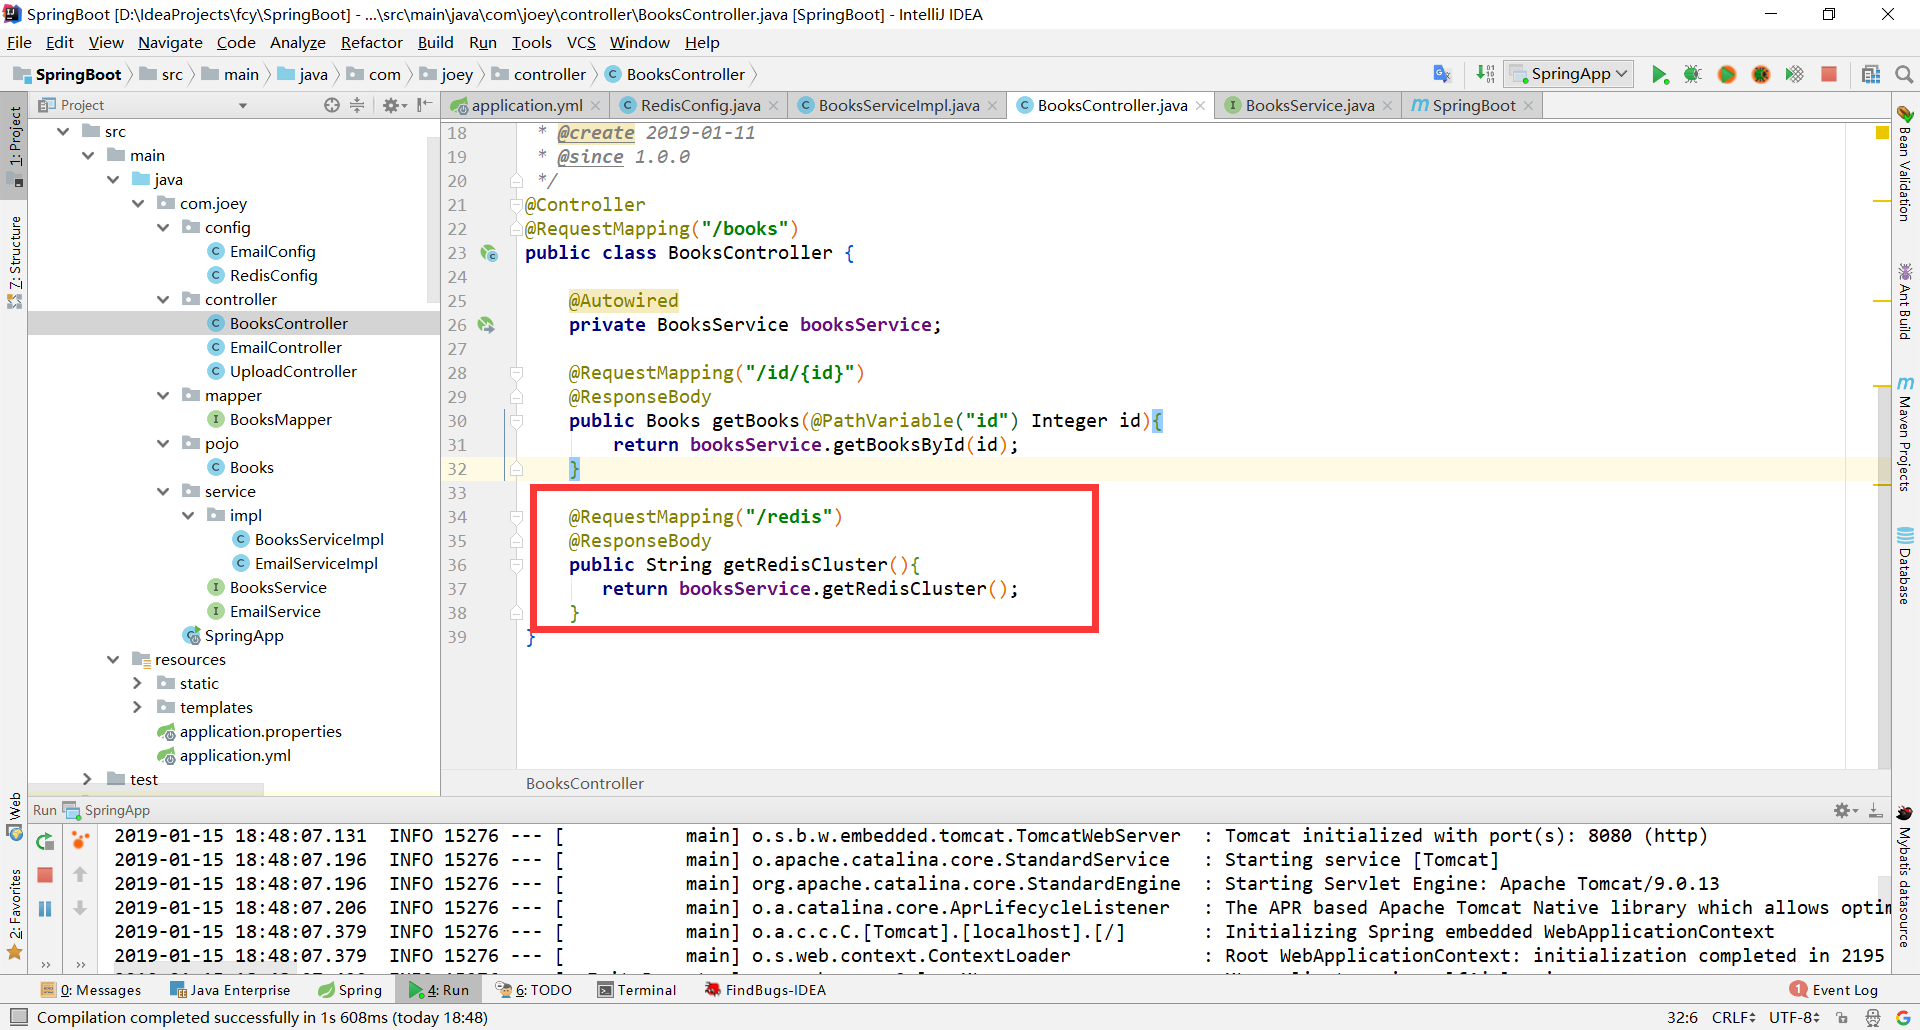 SpringBoot [D:\IdeaProjects\fcy\SpringBoot] - ...\src\main\java\com\joey\controller\BooksController.java [SpringBoot] - IntelliJ IDEA
File Edit View Navigate Code Analyze Refactor Build Run Tools VCS Window Help
SpringBoot src main java com joey controller BooksController SpringApp
Project
application.yml RedisConfig.java BooksServiceImpl.java BooksController.java BooksService.java SpringBoot
1: Project
7: Structure
Web
2: Favorites
src
main
java
com.joey
config
EmailConfig
RedisConfig
controller
BooksController
EmailController
UploadController
mapper
BooksMapper
pojo
Books
service
impl
BooksServiceImpl
EmailServiceImpl
BooksService
EmailService
SpringApp
resources
static
templates
application.properties
application.yml
test
18 * @create 2019-01-11
19 * @since 1.0.0
20 */
21 @Controller
22 @RequestMapping("/books")
23 public class BooksController {
24
25 @Autowired
26 private BooksService booksService;
27
28 @RequestMapping("/id/{id}")
29 @ResponseBody
30 public Books getBooks(@PathVariable("id") Integer id){
31 return booksService.getBooksById(id);
32 }
33
34 @RequestMapping("/redis")
35 @ResponseBody
36 public String getRedisCluster(){
37 return booksService.getRedisCluster();
38 }
39 }
BooksController
Bean Validation
Ant Build
Maven Projects
Database
Mybatis datasource
Run SpringApp
2019-01-15 18:48:07.131 INFO 15276 --- [ main] o.s.b.w.embedded.tomcat.TomcatWebServer : Tomcat initialized with port(s): 8080 (http)
2019-01-15 18:48:07.196 INFO 15276 --- [ main] o.apache.catalina.core.StandardService : Starting service [Tomcat]
2019-01-15 18:48:07.196 INFO 15276 --- [ main] org.apache.catalina.core.StandardEngine : Starting Servlet Engine: Apache Tomcat/9.0.13
2019-01-15 18:48:07.206 INFO 15276 --- [ main] o.a.catalina.core.AprLifecycleListener : The APR based Apache Tomcat Native library which allows optim
2019-01-15 18:48:07.379 INFO 15276 --- [ main] o.a.c.c.C.[Tomcat].[localhost].[/] : Initializing Spring embedded WebApplicationContext
2019-01-15 18:48:07.379 INFO 15276 --- [ main] o.s.web.context.ContextLoader : Root WebApplicationContext: initialization completed in 2195
0: Messages Java Enterprise Spring 4: Run 6: TODO Terminal FindBugs-IDEA 1 Event Log
Compilation completed successfully in 1s 608ms (today 18:48) 32:6 CRLF UTF-8